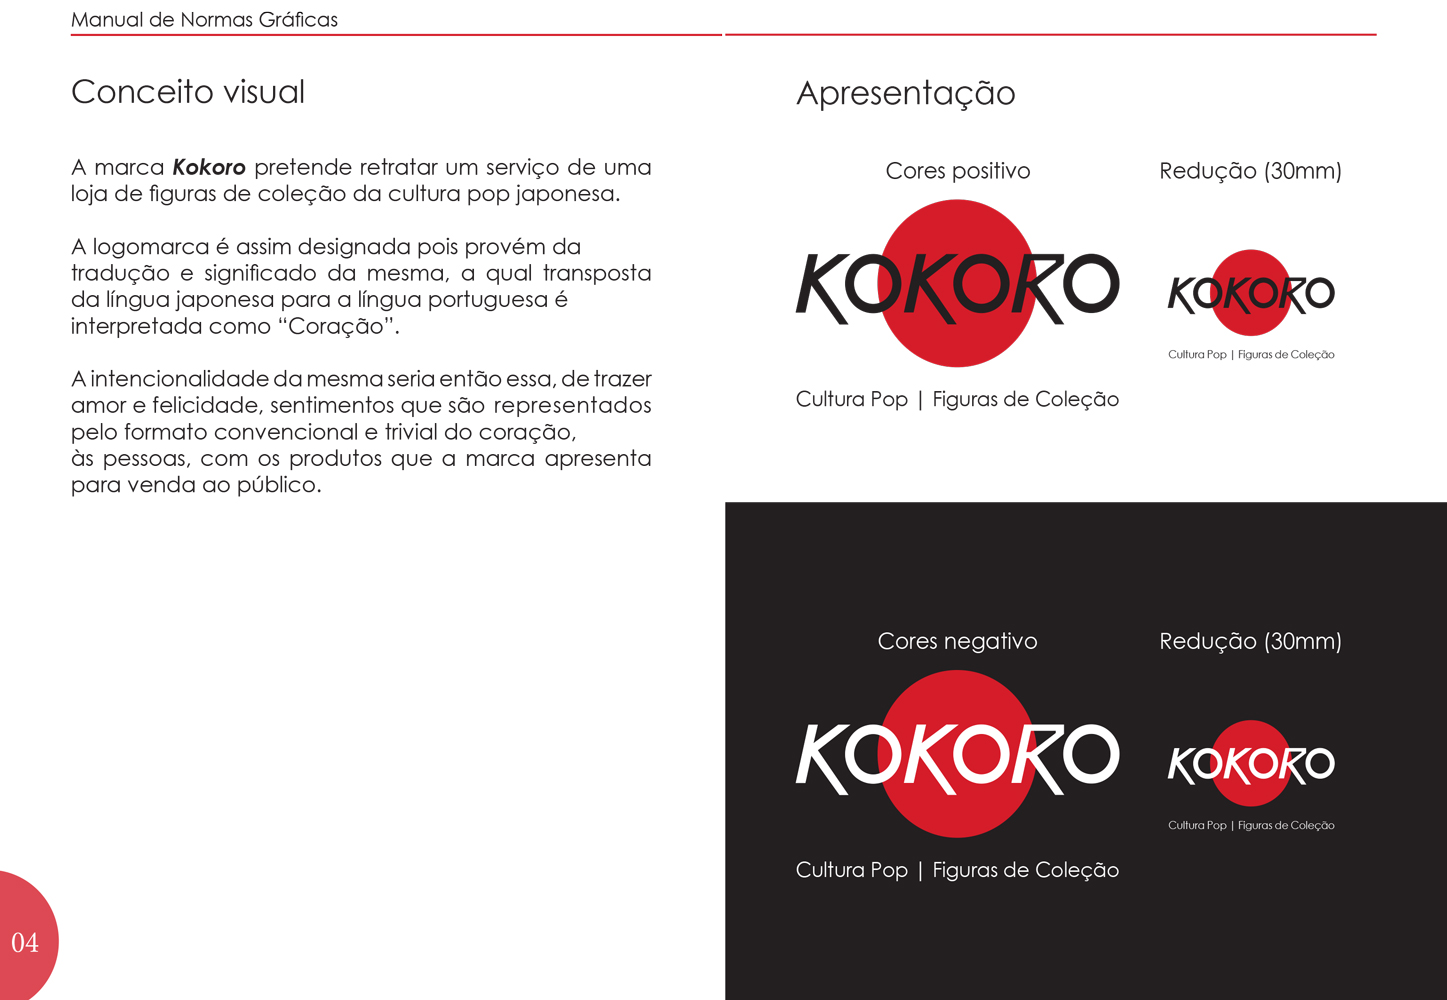 Manual de Normas Gráficas
Conceito visual
A marca Kokoro pretende retratar um serviço de uma
loja de figuras de coleção da cultura pop japonesa.
A logomarca é assim designada pois provém da
tradução e significado da mesma, a qual transposta
da língua japonesa para a língua portuguesa é
interpretada como “Coração”.
A intencionalidade da mesma seria então essa, de trazer
amor e felicidade, sentimentos que são representados
pelo formato convencional e trivial do coração,
às pessoas, com os produtos que a marca apresenta
para venda ao público.
04
Apresentação
Cores positivo
KOKORO
Cultura Pop | Figuras de Coleção
Redução (30mm)
KOKORO
Cultura Pop | Figuras de Coleção
Cores negativo
KOKORO
Cultura Pop | Figuras de Coleção
Redução (30mm)
KOKORO
Cultura Pop | Figuras de Coleção